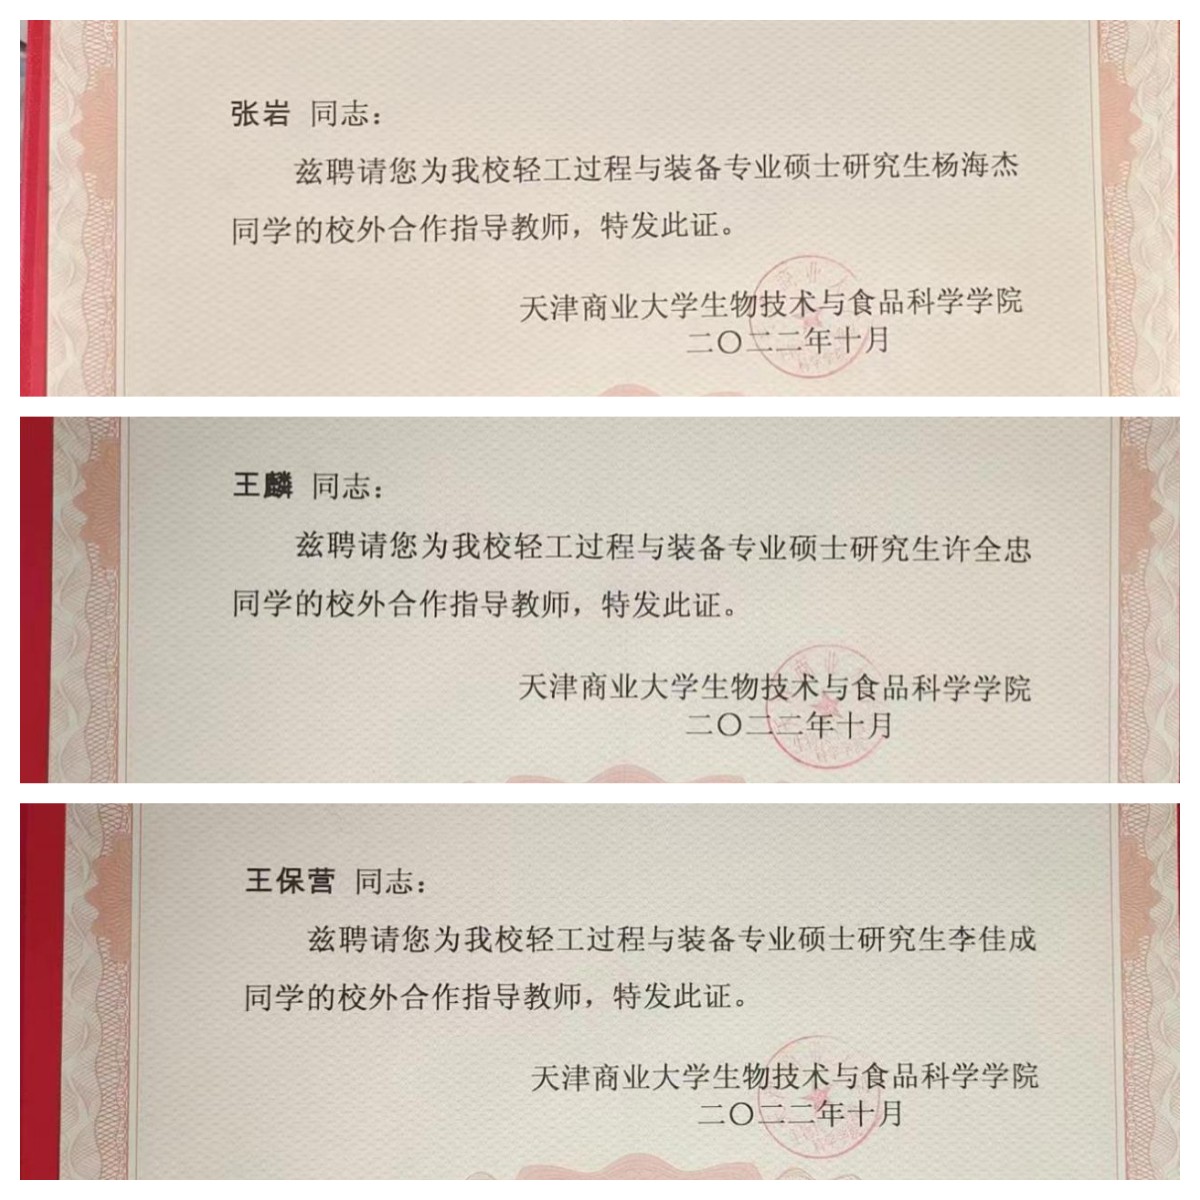 张岩 同志：
兹聘请您为我校轻工过程与装备专业硕士研究生杨海杰
同学的校外合作指导教师，特发此证。
天津商业大学生物技术与食品科学学院
二〇二二年十月
王麟 同志：
兹聘请您为我校轻工过程与装备专业硕士研究生许全忠
同学的校外合作指导教师，特发此证。
天津商业大学生物技术与食品科学学院
二〇二二年十月
王保营 同志：
兹聘请您为我校轻工过程与装备专业硕士研究生李佳成
同学的校外合作指导教师，特发此证。
天津商业大学生物技术与食品科学学院
二〇二二年十月